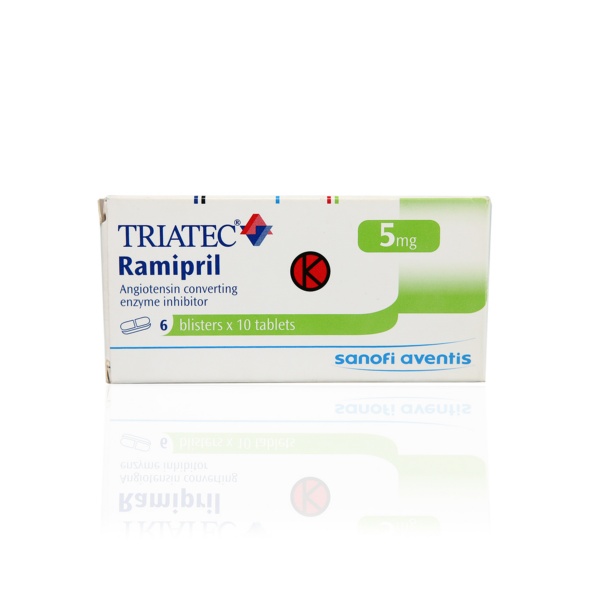 TRIATEC®
Ramipril
Angiotensin converting
enzyme inhibitor
6 blisters x 10 tablets
K
5mg
sanofi aventis